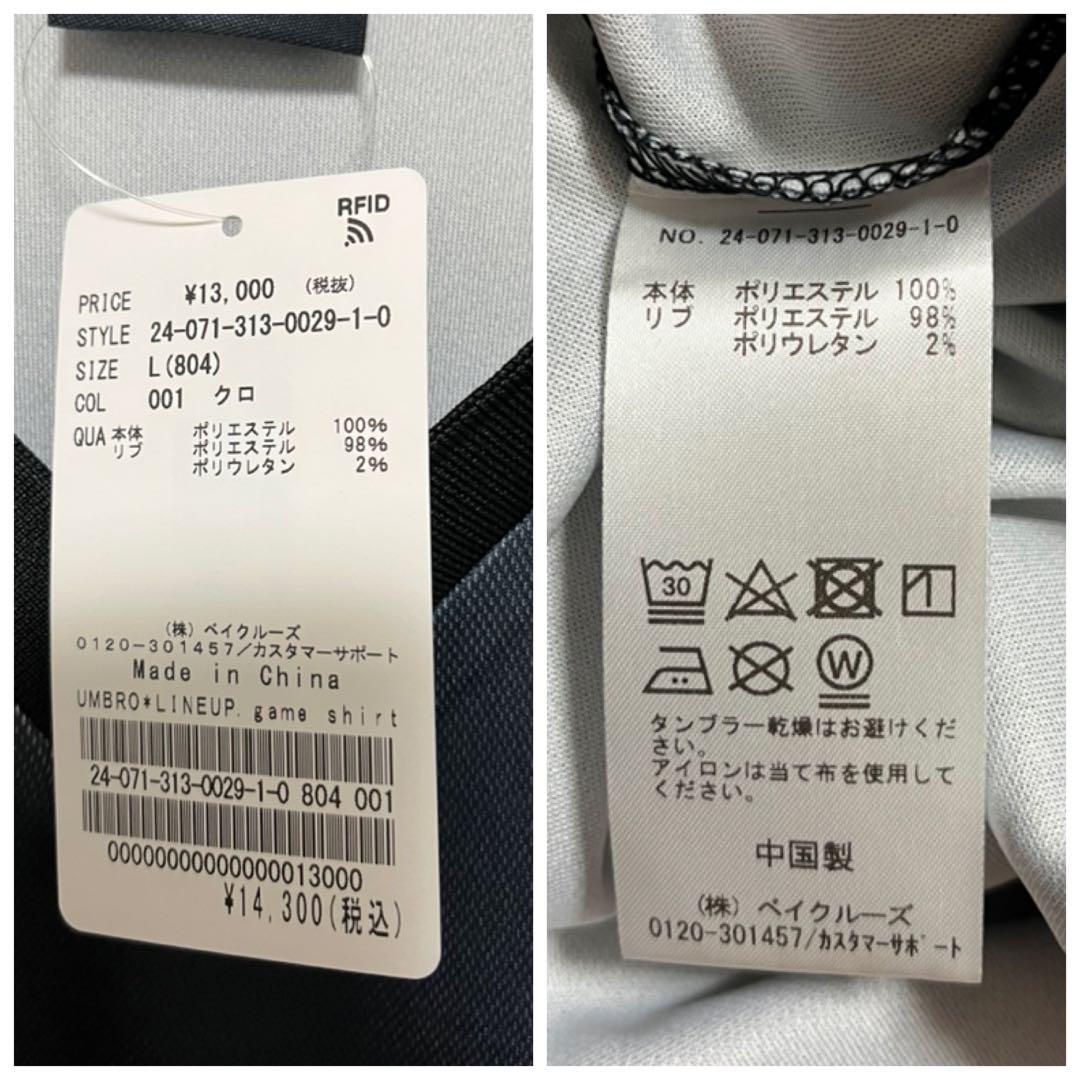 RFID
PRICE ¥13,000 (税抜)
STYLE 24-071-313-0029-1-0
SIZE L(804)
COL 001 クロ
QUA 本体 ポリエステル 100%
リブ ポリエステル 98%
ポリウレタン 2%
(株) ベイクルーズ
0120-301457/カスタマーサポート
Made in China
UMBRO*LINEUP. game shirt
24-071-313-0029-1-0 804 001
0000000000000000013000
¥14,300(税込)
NO. 24-071-313-0029-1-0
本体 ポリエステル 100%
リブ ポリエステル 98%
ポリウレタン 2%
30
1
W
タンブラー乾燥はお避けくだ
さい。
アイロンは当て布を使用して
ください。
中国製
(株) ベイクルーズ
0120-301457/カスタマーサポート